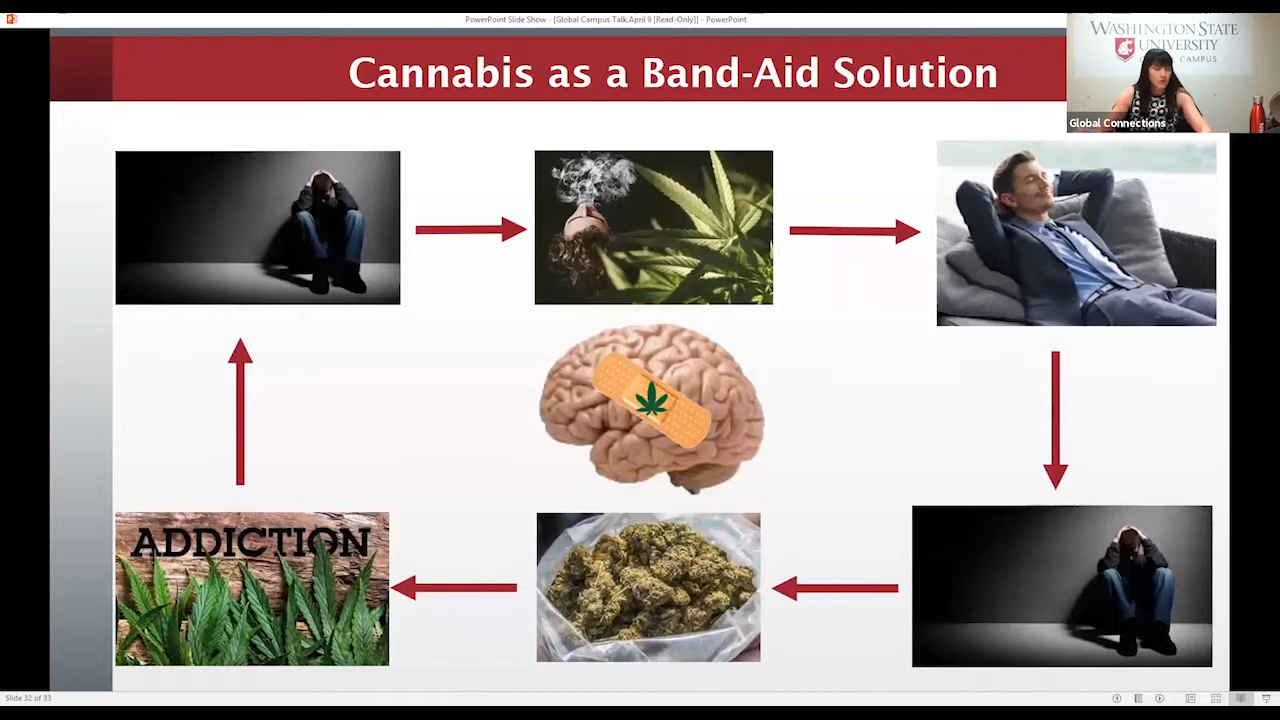 PowerPoint Slide Show - [Global Campus Talk.April 9 [Read-Only]] - PowerPoint
Cannabis as a Band-Aid Solution
WASHINGTON STATE
UNIVERSITY
CAMPUS
Global Connections
ADDICTION
Slide 32 of 33